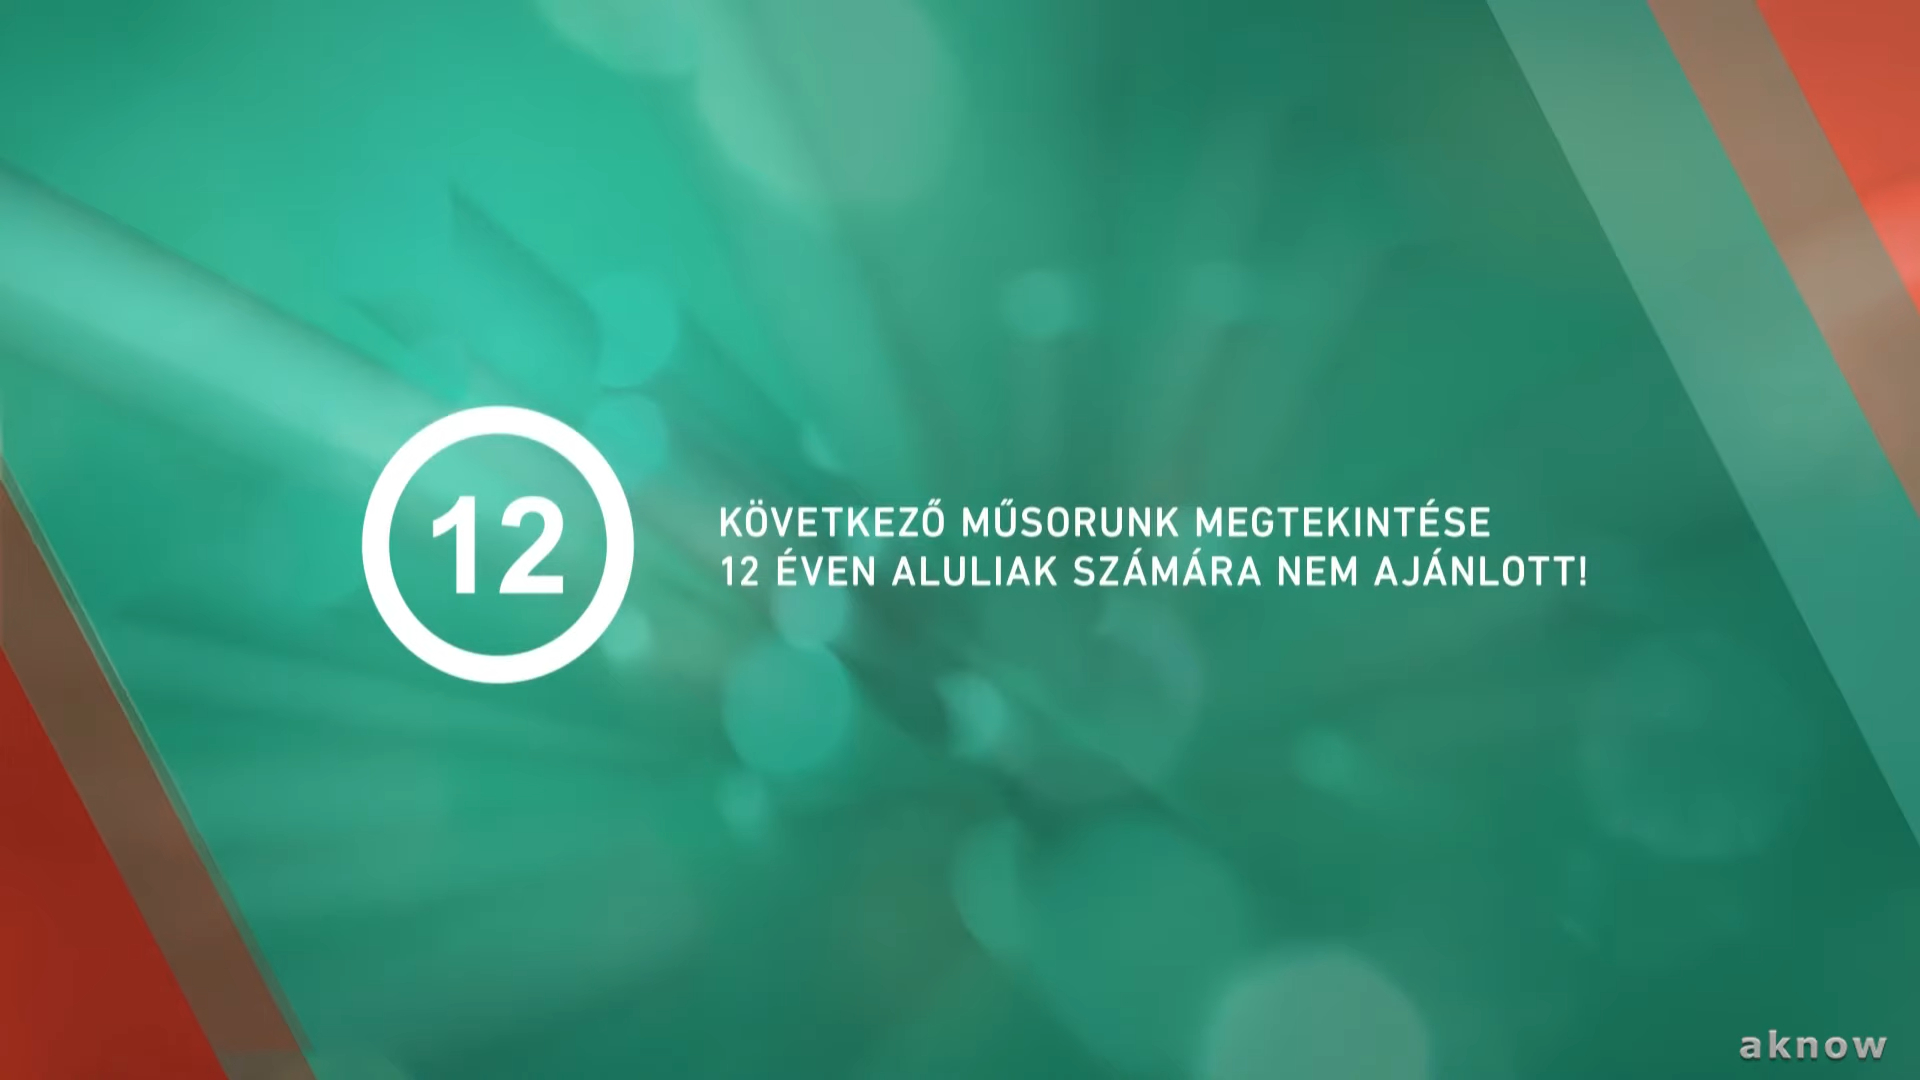 12
KÖVETKEZŐ MŰSORUNK MEGTEKINTÉSE
12 ÉVEN ALULIAK SZÁMÁRA NEM AJÁNLOTT!
aknow